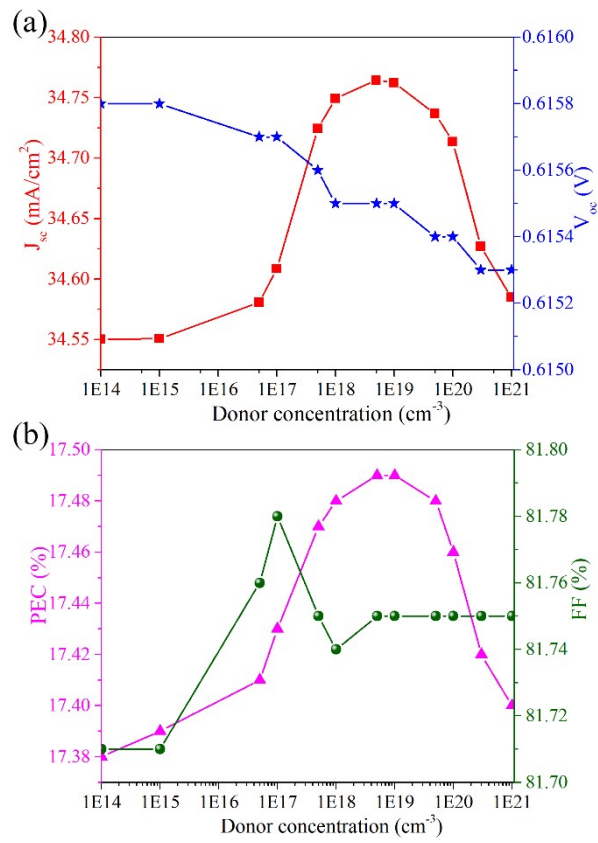 (a)
34.80
34.75
34.70
34.65
34.60
34.55
J_sc (mA/cm²)
0.6160
0.6158
0.6156
0.6154
0.6152
0.6150
V_oc (V)
1E14 1E15 1E16 1E17 1E18 1E19 1E20 1E21
Donor concentration (cm⁻³)
(b)
17.50
17.48
17.46
17.44
17.42
17.40
17.38
PEC (%)
81.80
81.78
81.76
81.74
81.72
81.70
FF (%)
1E14 1E15 1E16 1E17 1E18 1E19 1E20 1E21
Donor concentration (cm⁻³)